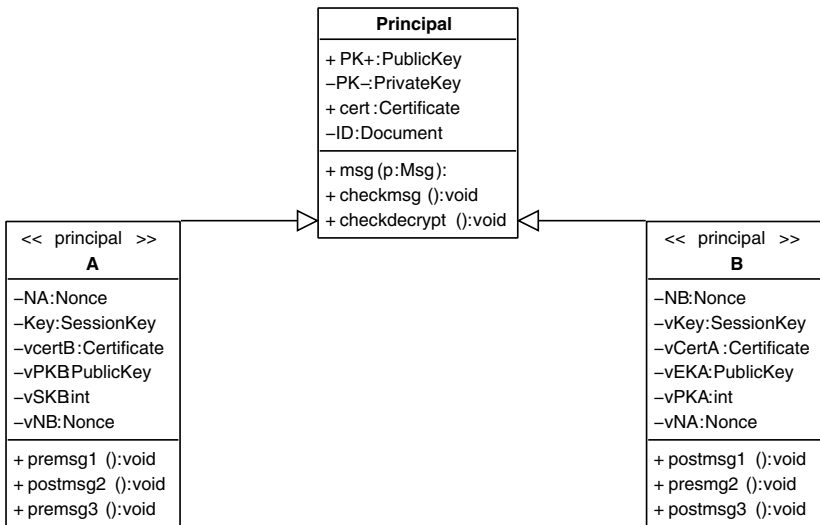 Principal
+ PK+:PublicKey
–PK–:PrivateKey
+ cert :Certificate
–ID:Document
+ msg (p:Msg):
+ checkmsg ():void
+ checkdecrypt ():void
<< principal >>
A
–NA:Nonce
–Key:SessionKey
–vcertB:Certificate
–vPKB:PublicKey
–vSKB:int
–vNB:Nonce
+ premsg1 ():void
+ postmsg2 ():void
+ premsg3 ():void
<< principal >>
B
–NB:Nonce
–vKey:SessionKey
–vCertA :Certificate
–vEKA:PublicKey
–vPKA:int
–vNA:Nonce
+ postmsg1 ():void
+ presmg2 ():void
+ postmsg3 ():void